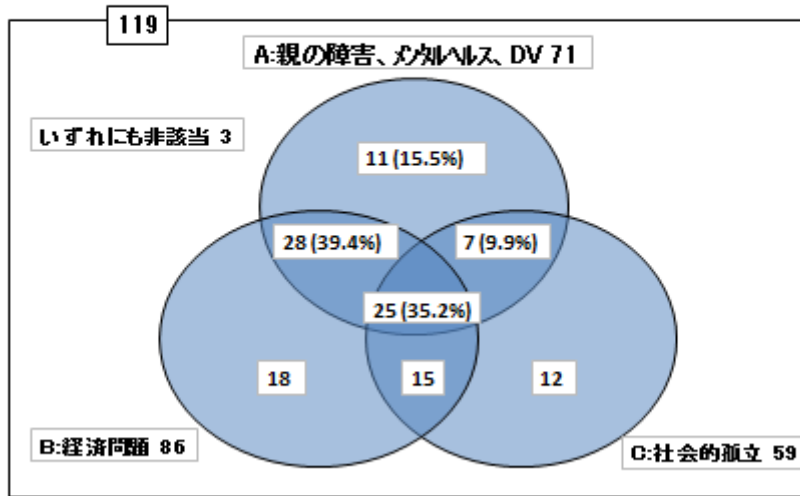 119
A:親の障害、メンタルヘルス、DV 71
いずれにも非該当 3
11 (15.5%)
28 (39.4%)
7 (9.9%)
25 (35.2%)
18
15
12
B:経済問題 86
C:社会的孤立 59